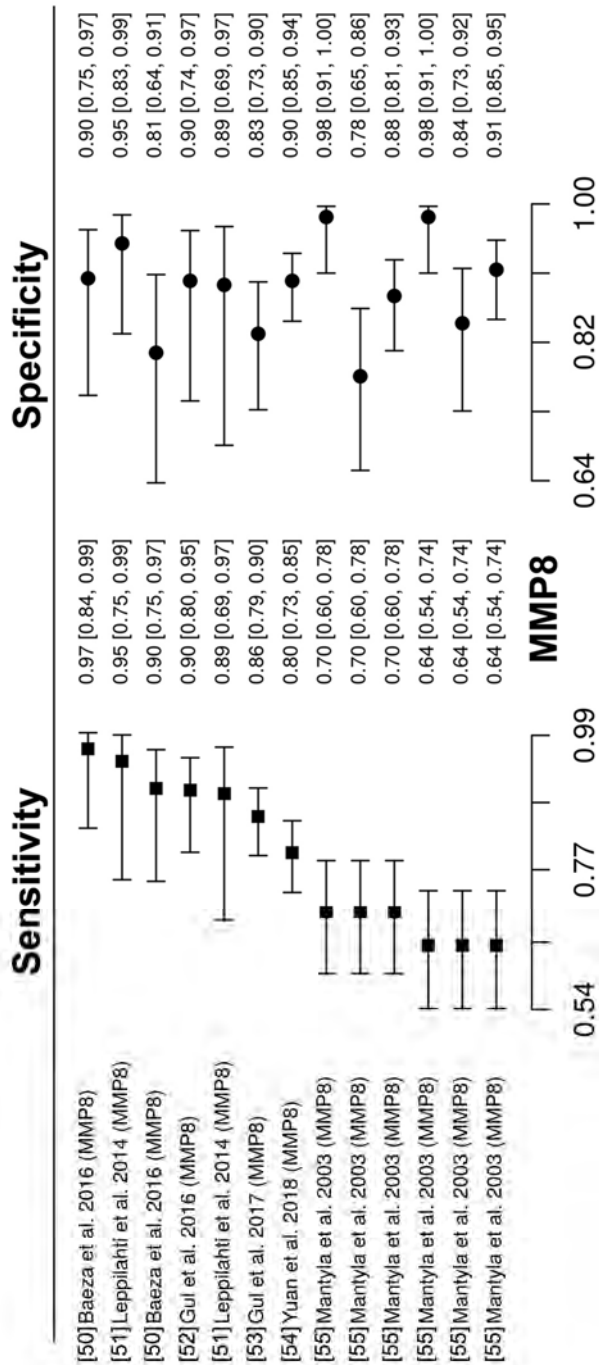 Sensitivity Specificity
[50]Baeza et al. 2016 (MMP8) 0.97 [0.84, 0.99] 0.90 [0.75, 0.97]
[51]Leppilahti et al. 2014 (MMP8) 0.95 [0.75, 0.99] 0.95 [0.83, 0.99]
[50]Baeza et al. 2016 (MMP8) 0.90 [0.75, 0.97] 0.81 [0.64, 0.91]
[52]Gul et al. 2016 (MMP8) 0.90 [0.80, 0.95] 0.90 [0.74, 0.97]
[51]Leppilahti et al. 2014 (MMP8) 0.89 [0.69, 0.97] 0.89 [0.69, 0.97]
[53]Gul et al. 2017 (MMP8) 0.86 [0.79, 0.90] 0.83 [0.73, 0.90]
[54]Yuan et al. 2018 (MMP8) 0.80 [0.73, 0.85] 0.90 [0.85, 0.94]
[55]Mantyla et al. 2003 (MMP8) 0.70 [0.60, 0.78] 0.98 [0.91, 1.00]
[55]Mantyla et al. 2003 (MMP8) 0.70 [0.60, 0.78] 0.78 [0.65, 0.86]
[55]Mantyla et al. 2003 (MMP8) 0.70 [0.60, 0.78] 0.88 [0.81, 0.93]
[55]Mantyla et al. 2003 (MMP8) 0.64 [0.54, 0.74] 0.98 [0.91, 1.00]
[55]Mantyla et al. 2003 (MMP8) 0.64 [0.54, 0.74] 0.84 [0.73, 0.92]
[55]Mantyla et al. 2003 (MMP8) 0.64 [0.54, 0.74] 0.91 [0.85, 0.95]
MMP8
0.54 0.77 0.99 0.64 0.82 1.00